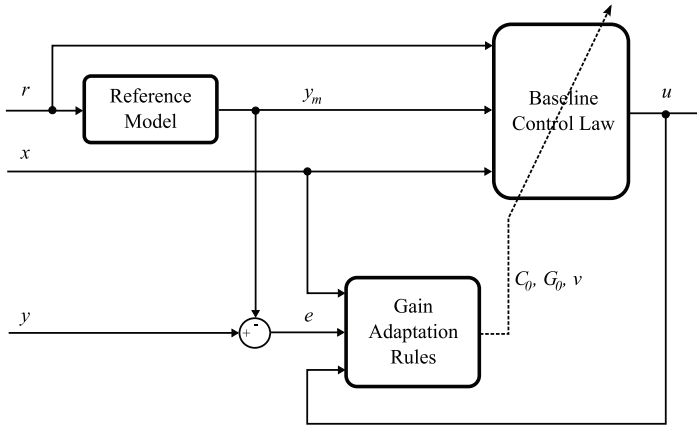 r
Reference
Model
y_m
Baseline
Control Law
u
x
C_0, G_0, v
y
+
-
e
Gain
Adaptation
Rules